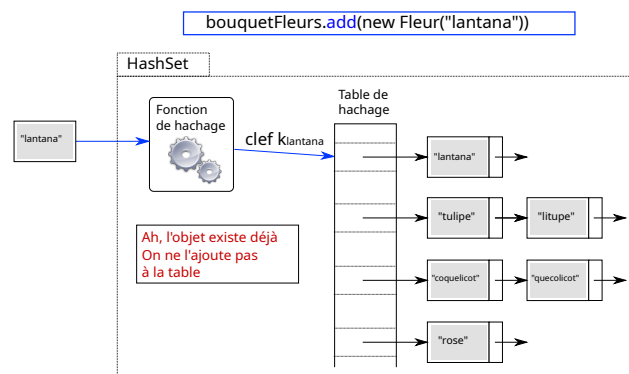 bouquetFleurs.add(new Fleur("lantana"))
HashSet
Table de
hachage
Fonction
de hachage
"lantana"
clef klantana
"lantana"
"tulipe"
"litupe"
Ah, l'objet existe déjà
On ne l'ajoute pas
à la table
"coquelicot"
"quecolicot"
"rose"